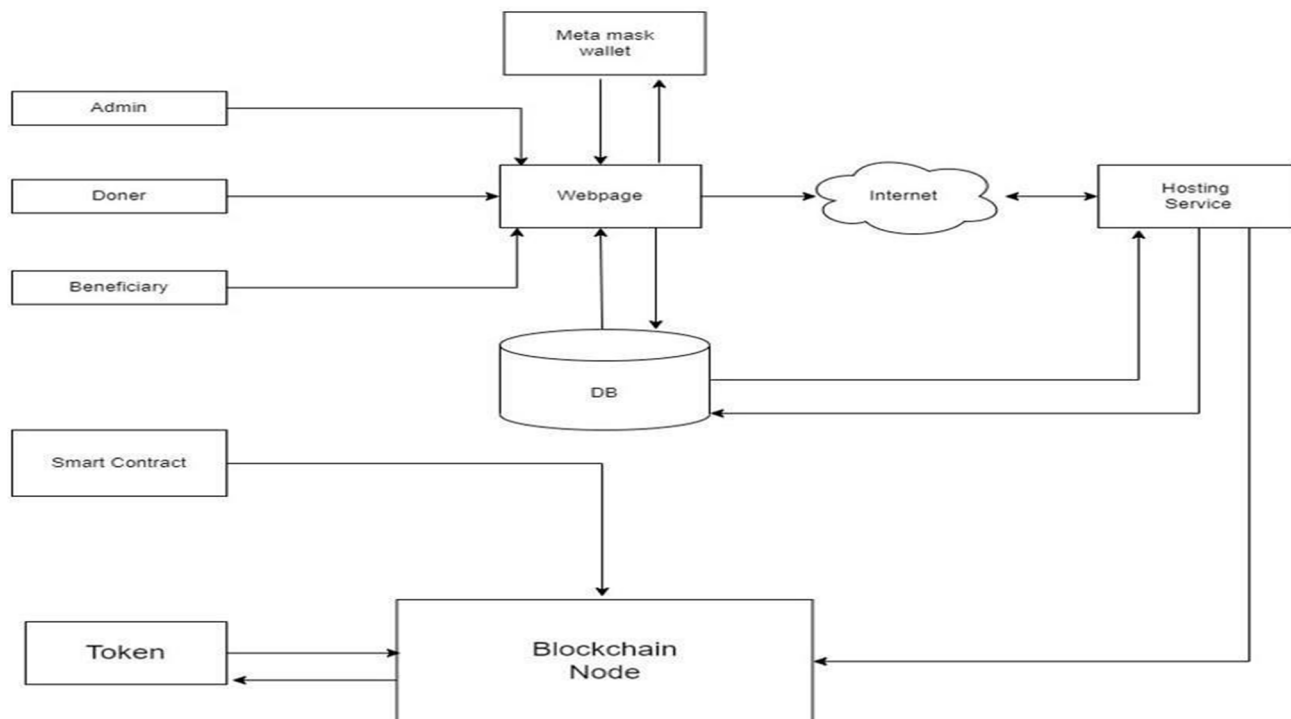 Meta mask
wallet
Admin
Doner
Webpage
Internet
Hosting
Service
Beneficiary
DB
Smart Contract
Token
Blockchain
Node